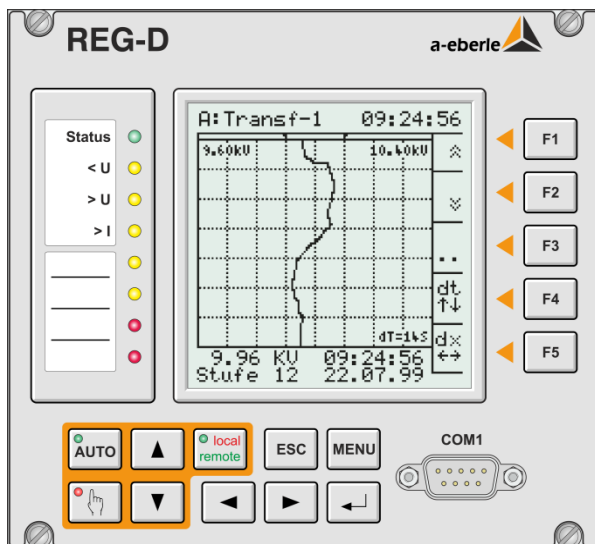 REG-D
a-eberle
Status
< U
> U
> I
A:Transf-1 09:24:56
9.60kV 10.40kV
dt
dT=14S
dx
9.96 KV 09:24:56
Stufe 12 22.07.99
F1
F2
F3
F4
F5
AUTO
local
remote
ESC
MENU
COM1